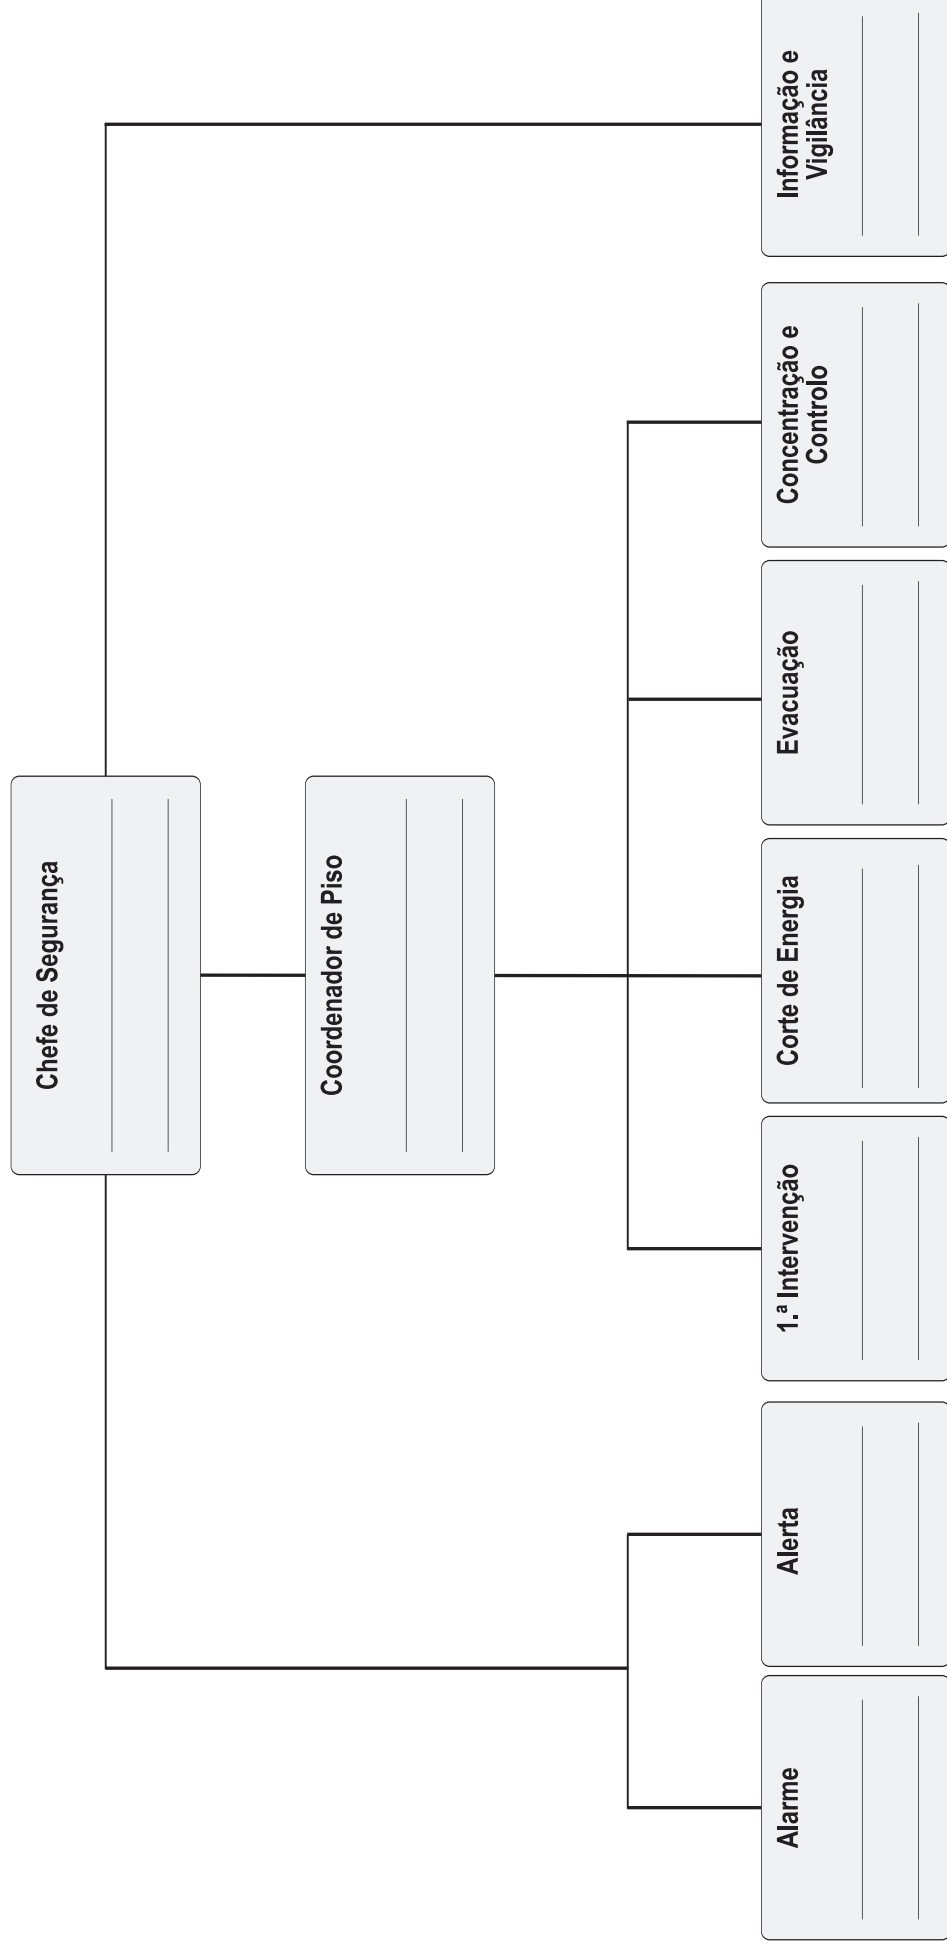 Chefe de Segurança
Coordenador de Piso
Alarme
Alerta
1.ª Intervenção
Corte de Energia
Evacuação
Concentração e
Controlo
Informação e
Vigilância